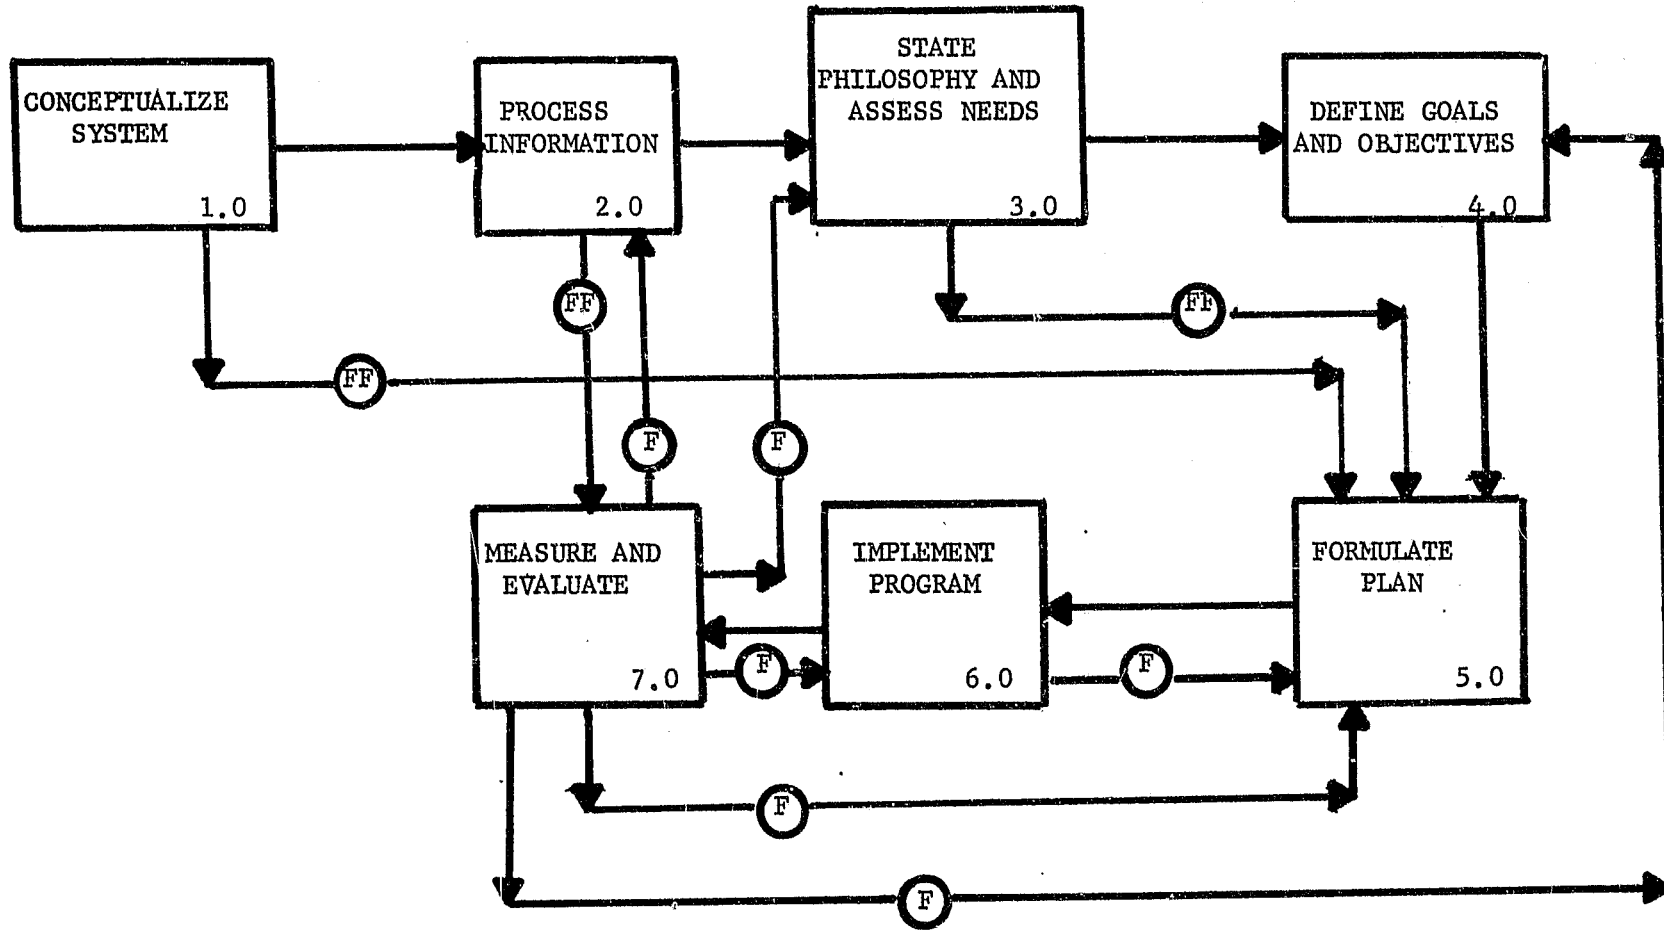 CONCEPTUALIZE
SYSTEM
1.0
PROCESS
INFORMATION
2.0
STATE
PHILOSOPHY AND
ASSESS NEEDS
3.0
DEFINE GOALS
AND OBJECTIVES
4.0
FF
FF
FF
F
F
MEASURE AND
EVALUATE
7.0
IMPLEMENT
PROGRAM
6.0
FORMULATE
PLAN
5.0
F
F
F
F